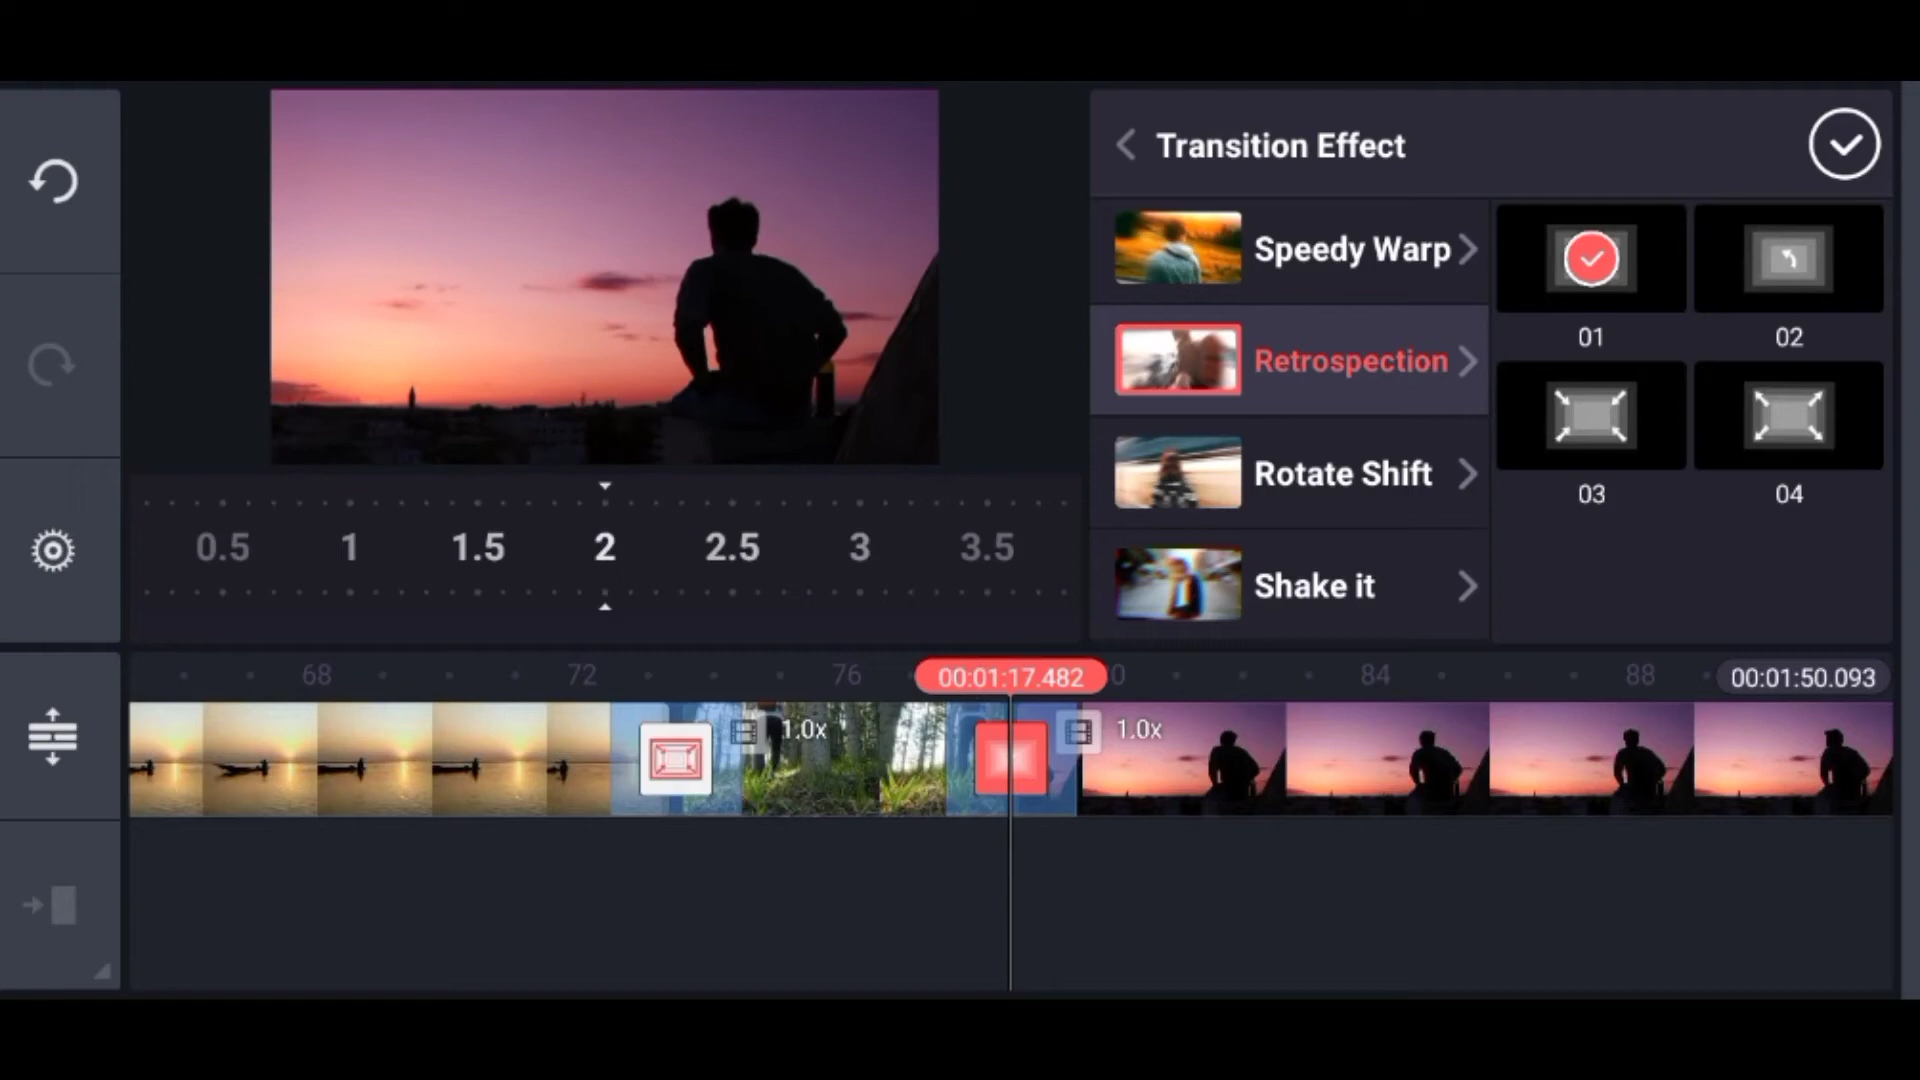 Transition Effect
Speedy Warp
Retrospection
Rotate Shift
Shake it
01
02
03
04
0.5 1 1.5 2 2.5 3 3.5
68 72 76 00:01:17.482 0 84 88 00:01:50.093
1.0x 1.0x